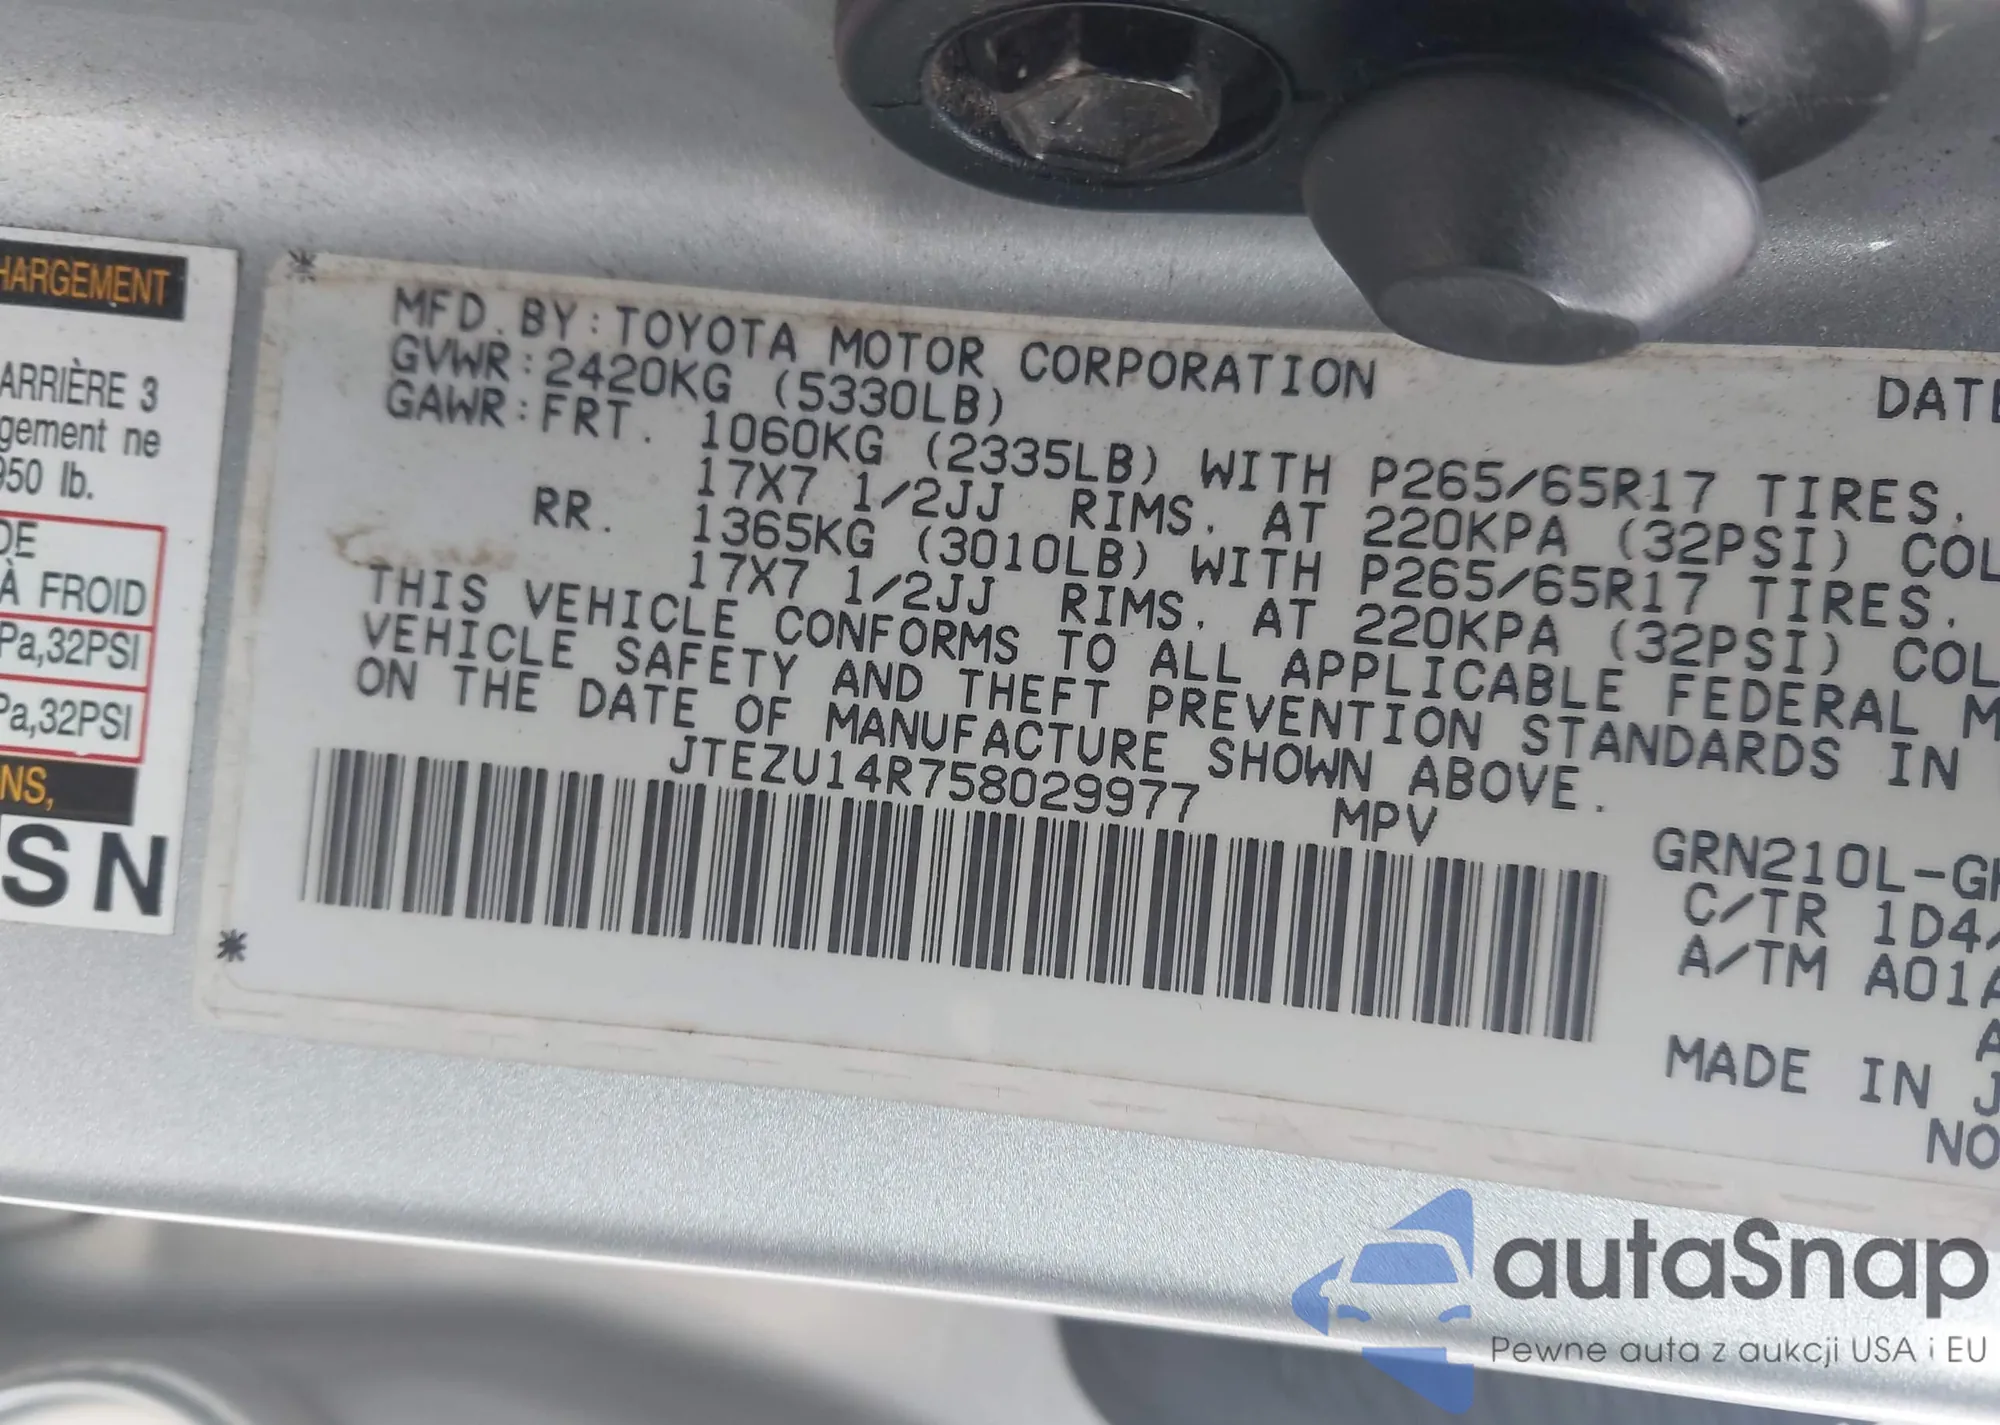 HARGEMENT
ARRIÈRE 3
gement ne
950 lb.
DE
À FROID
Pa,32PSI
Pa,32PSI
NS,
SN
MFD.BY:TOYOTA MOTOR CORPORATION
DATE
GVWR:2420KG (5330LB)
GAWR:FRT. 1060KG (2335LB) WITH P265/65R17 TIRES.
17X7 1/2JJ RIMS. AT 220KPA (32PSI) COL
RR. 1365KG (3010LB) WITH P265/65R17 TIRES.
17X7 1/2JJ RIMS. AT 220KPA (32PSI) COL
THIS VEHICLE CONFORMS TO ALL APPLICABLE FEDERAL M
VEHICLE SAFETY AND THEFT PREVENTION STANDARDS IN
ON THE DATE OF MANUFACTURE SHOWN ABOVE.
JTEZU14R758029977 MPV
GRN210L-GK
C/TR 1D4/
A/TM A01A
A
MADE IN J
NO
autaSnap
Pewne auta z aukcji USA i EU